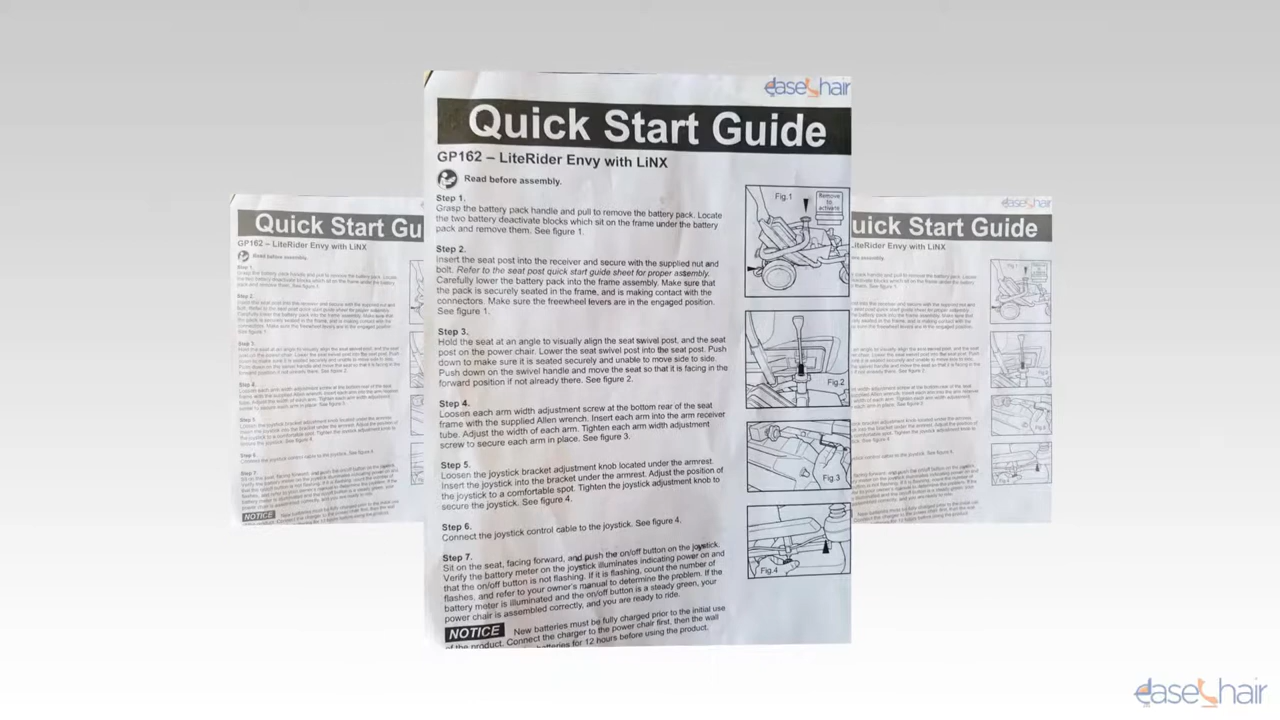 easechair
Quick Start Guide
GP162 – LiteRider Envy with LiNX
Read before assembly.
Step 1.
Grasp the battery pack handle and pull to remove the battery pack. Locate
the two battery deactivate blocks which sit on the frame under the battery
pack and remove them. See figure 1.
Step 2.
Insert the seat post into the receiver and secure with the supplied nut and
bolt. Refer to the seat post quick start guide sheet for proper assembly.
Carefully lower the battery pack into the frame assembly. Make sure that
the pack is securely seated in the frame, and is making contact with the
connectors. Make sure the freewheel levers are in the engaged position.
See figure 1.
Step 3.
Hold the seat at an angle to visually align the seat swivel post, and the seat
post on the power chair. Lower the seat swivel post into the seat post. Push
down to make sure it is seated securely and unable to move side to side.
Push down on the swivel handle and move the seat so that it is facing in the
forward position if not already there. See figure 2.
Step 4.
Loosen each arm width adjustment screw at the bottom rear of the seat
frame with the supplied Allen wrench. Insert each arm into the arm receiver
tube. Adjust the width of each arm. Tighten each arm width adjustment
screw to secure each arm in place. See figure 3.
Step 5.
Loosen the joystick bracket adjustment knob located under the armrest.
Insert the joystick into the bracket under the armrest. Adjust the position of
the joystick to a comfortable spot. Tighten the joystick adjustment knob to
secure the joystick. See figure 4.
Step 6.
Connect the joystick control cable to the joystick. See figure 4.
Step 7.
Sit on the seat, facing forward, and push the on/off button on the joystick.
Verify the battery meter on the joystick illuminates indicating power on and
that the on/off button is not flashing. If it is flashing, count the number of
flashes, and refer to your owner's manual to determine the problem. If the
battery meter is illuminated and the on/off button is a steady green, your
power chair is assembled correctly, and you are ready to ride.
NOTICE New batteries must be fully charged prior to the initial use
of the product. Connect the charger to the power chair first, then the wall
batteries for 12 hours before using the product.
Fig.1
Remove
to
activate
Fig.2
Fig.3
Fig.4
Quick Start Gu
GP162 – LiteRider Envy with LiNX
Read before assembly.
NOTICE
easechair
uick Start Guide
LiteRider Envy with LiNX
easechair